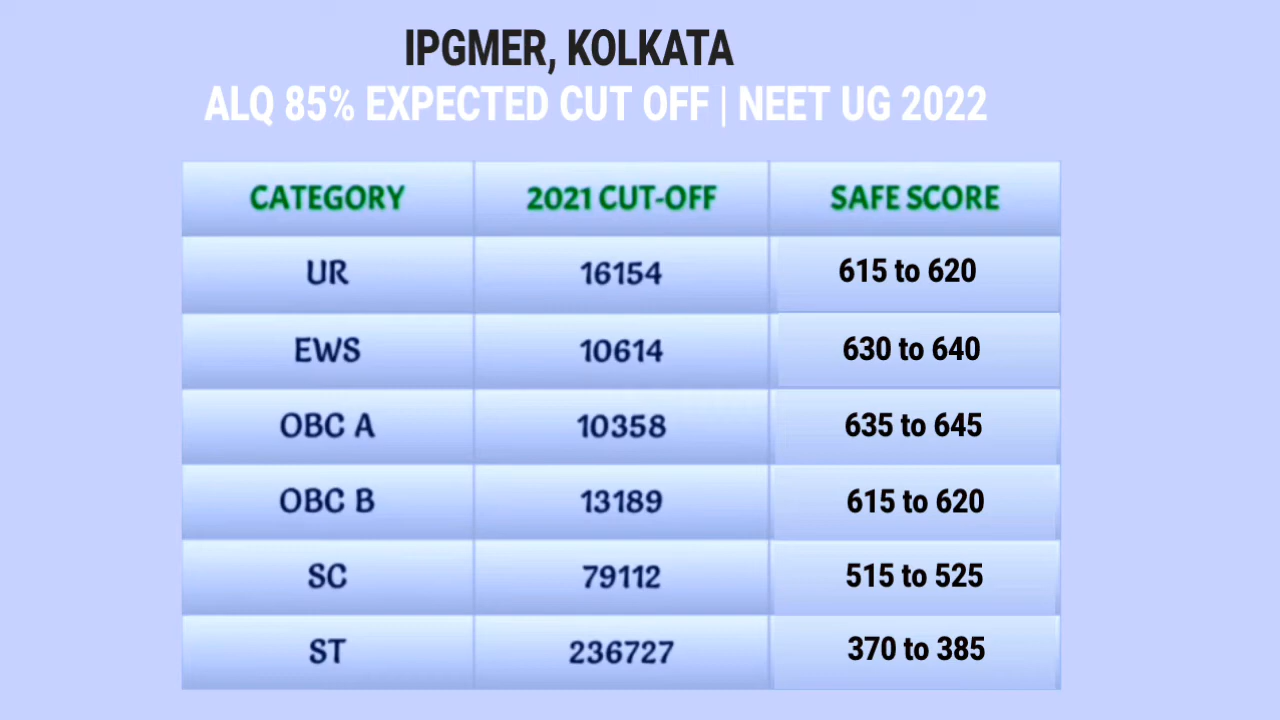 IPGMER, KOLKATA
ALQ 85% EXPECTED CUT OFF | NEET UG 2022
CATEGORY 2021 CUT-OFF SAFE SCORE
UR 16154 615 to 620
EWS 10614 630 to 640
OBC A 10358 635 to 645
OBC B 13189 615 to 620
SC 79112 515 to 525
ST 236727 370 to 385